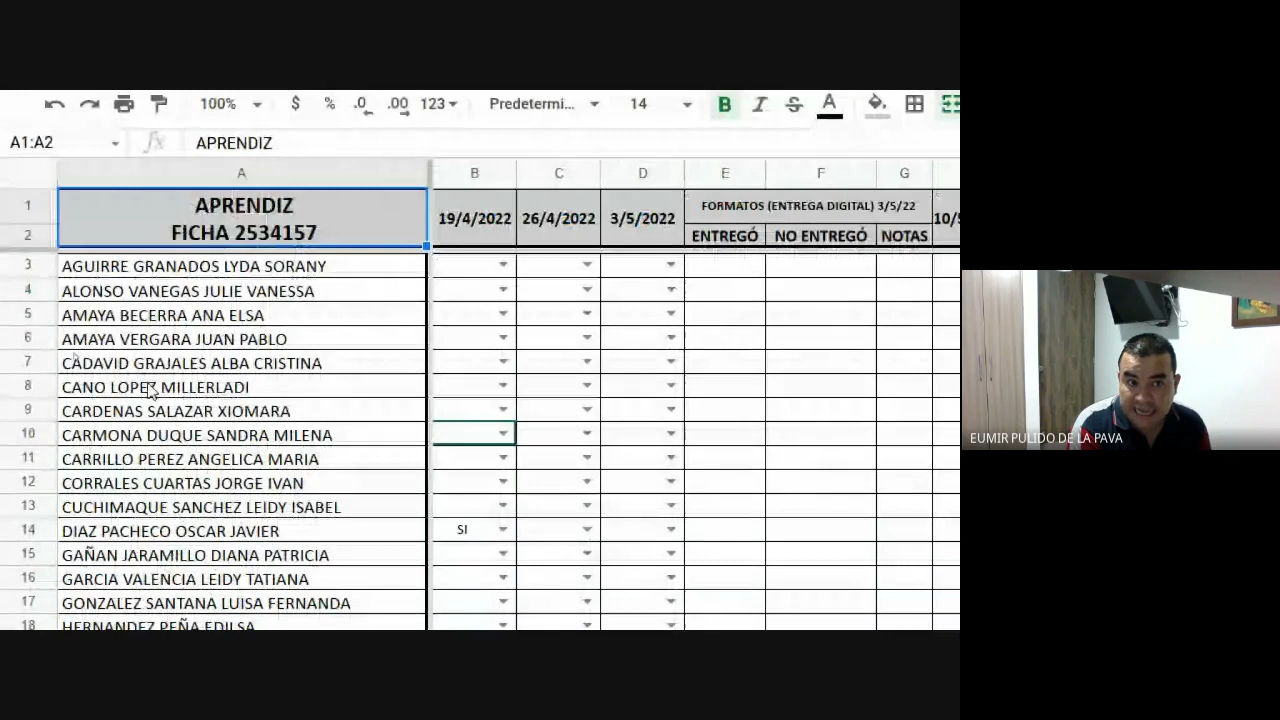 100% $ % .0 .00 123 Predetermi... 14 B I S A
A1:A2 fx APRENDIZ
A B C D E F G
1 APRENDIZ 19/4/2022 26/4/2022 3/5/2022 FORMATOS (ENTREGA DIGITAL) 3/5/22
2 FICHA 2534157 ENTREGÓ NO ENTREGÓ NOTAS
3 AGUIRRE GRANADOS LYDA SORANY
4 ALONSO VANEGAS JULIE VANESSA
5 AMAYA BECERRA ANA ELSA
6 AMAYA VERGARA JUAN PABLO
7 CADAVID GRAJALES ALBA CRISTINA
8 CANO LOPEZ MILLERLADI
9 CARDENAS SALAZAR XIOMARA
10 CARMONA DUQUE SANDRA MILENA
11 CARRILLO PEREZ ANGELICA MARIA
12 CORRALES CUARTAS JORGE IVAN
13 CUCHIMAQUE SANCHEZ LEIDY ISABEL
14 DIAZ PACHECO OSCAR JAVIER SI
15 GAÑAN JARAMILLO DIANA PATRICIA
16 GARCIA VALENCIA LEIDY TATIANA
17 GONZALEZ SANTANA LUISA FERNANDA
18 HERNANDEZ PEÑA EDILSA
EUMIR PULIDO DE LA PAVA